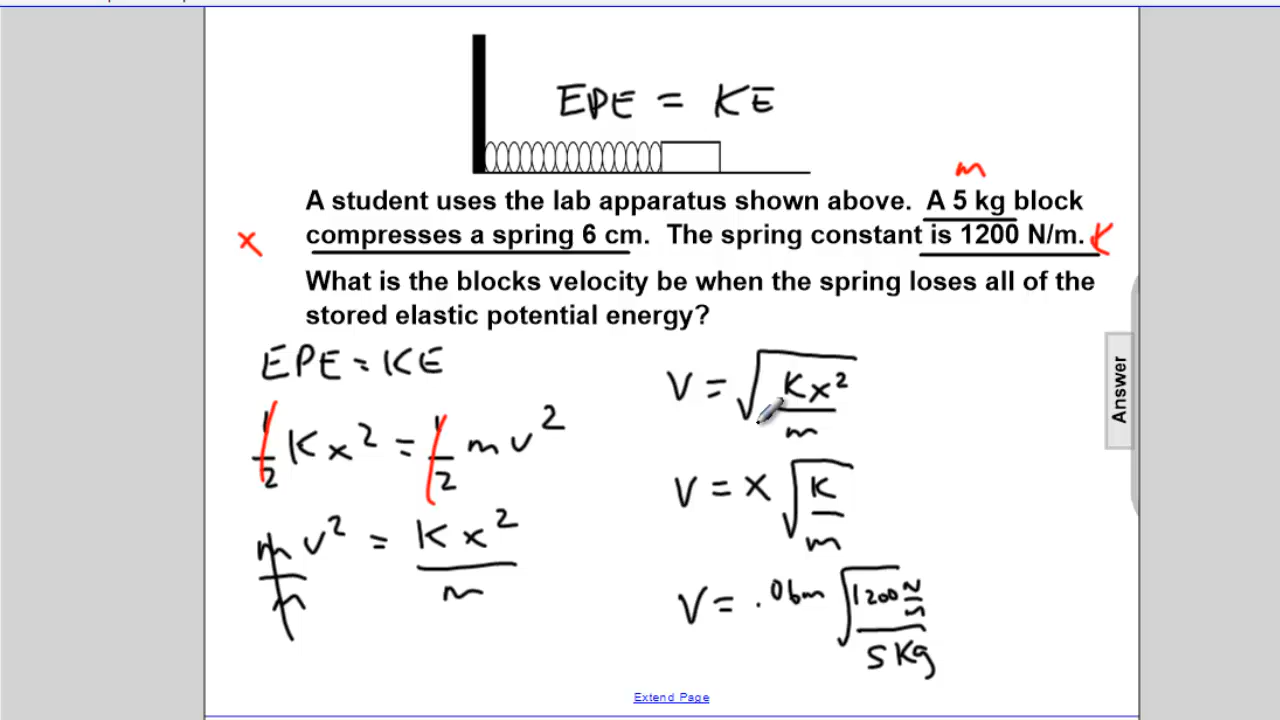 EPE = KE
m
A student uses the lab apparatus shown above. A 5 kg block
x compresses a spring 6 cm. The spring constant is 1200 N/m. K
What is the blocks velocity be when the spring loses all of the
stored elastic potential energy?
EPE = KE
1/2 Kx² = 1/2 mv²
mv²/m = Kx²/m
V = √(Kx²/m)
V = x √(K/m)
V = .06m √(1200 N/m / 5 Kg)
Answer
Extend Page